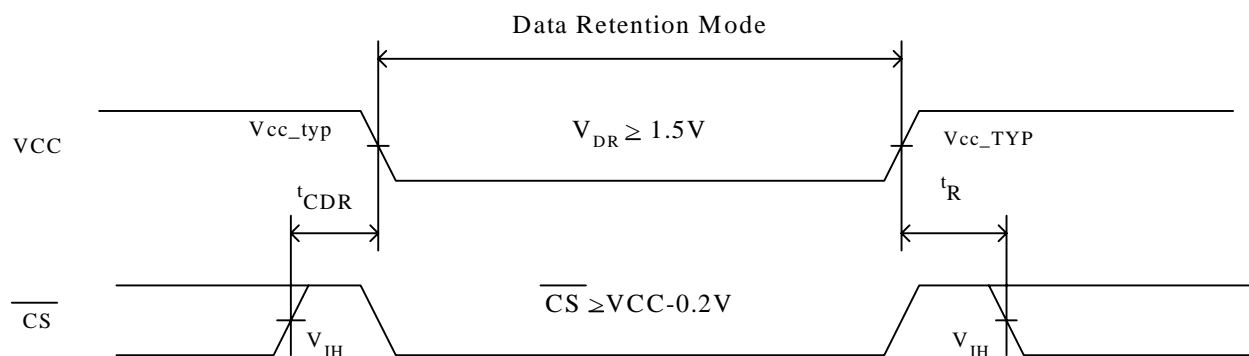 Data Retention Mode
Vcc_typ
V_DR ≥ 1.5V
Vcc_TYP
VCC
t_CDR
t_R
CS
CS ≥VCC-0.2V
V_IH
V_IH